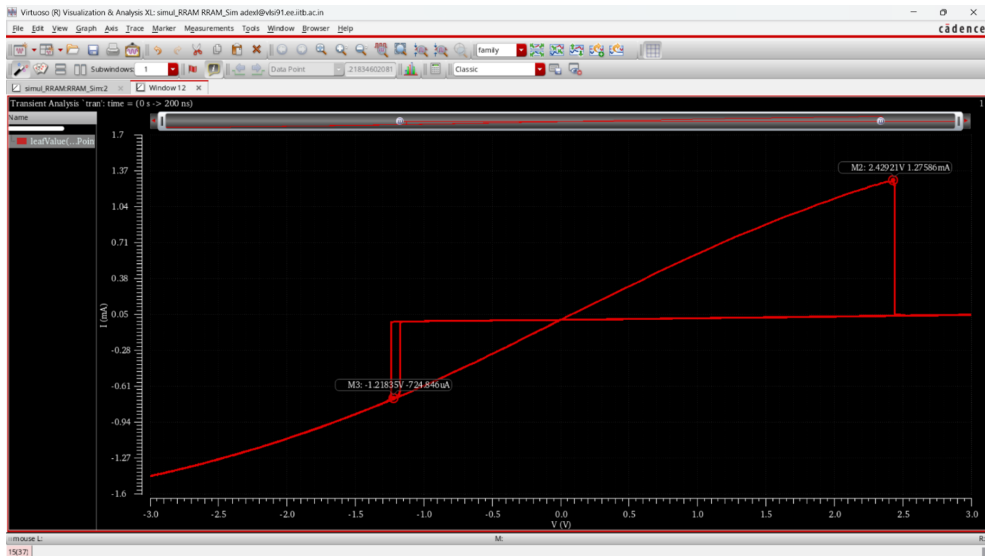 Virtuoso (R) Visualization & Analysis XL: simul_RRAM RRAM_Sim adexl@vlsi91.ee.iitb.ac.in
File Edit View Graph Axis Trace Marker Measurements Tools Window Browser Help
cādence
family
Subwindows: 1
Data Point
.21834602081
Classic
simul_RRAM:RRAM_Sim:2
Window 12
Transient Analysis `tran': time = (0 s -> 200 ns)
1
Name
leafValue(...Poin
1.7
1.37
M2: 2.42921V 1.27586mA
1.04
0.71
0.38
0.05
I (mA)
-0.28
-0.61
M3: -1.21835V -724.846uA
-0.94
-1.27
-1.6
-3.0 -2.5 -2.0 -1.5 -1.0 -0.5 0.0 0.5 1.0 1.5 2.0 2.5 3.0
V (V)
mouse L: M: R:
15(37)